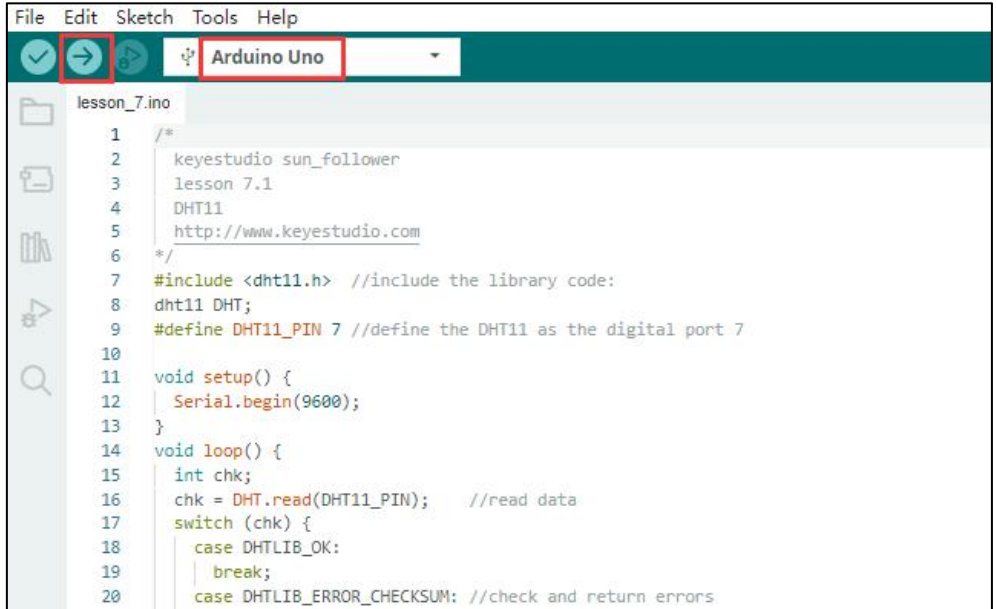 File Edit Sketch Tools Help
Arduino Uno
lesson_7.ino
1 /*
2 keyestudio sun_follower
3 lesson 7.1
4 DHT11
5 http://www.keyestudio.com
6 */
7 #include <dht11.h> //include the library code:
8 dht11 DHT;
9 #define DHT11_PIN 7 //define the DHT11 as the digital port 7
10
11 void setup() {
12 Serial.begin(9600);
13 }
14 void loop() {
15 int chk;
16 chk = DHT.read(DHT11_PIN); //read data
17 switch (chk) {
18 case DHTLIB_OK:
19 break;
20 case DHTLIB_ERROR_CHECKSUM: //check and return errors